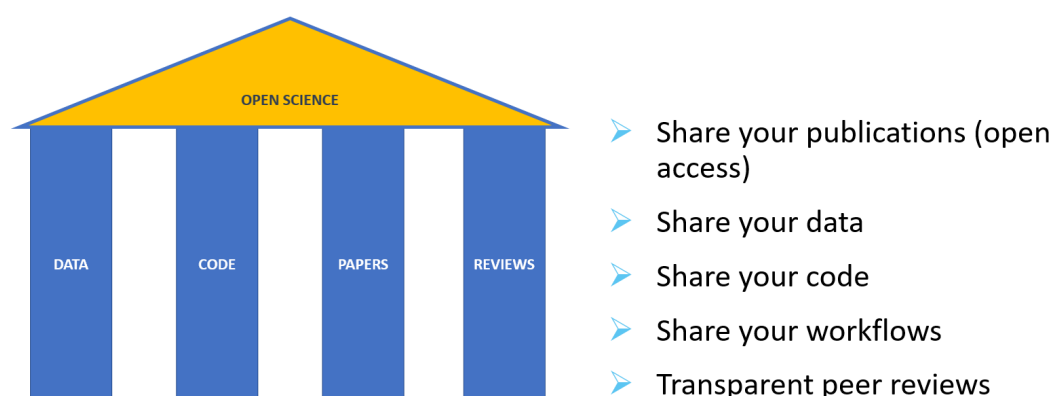 OPEN SCIENCE
DATA
CODE
PAPERS
REVIEWS
Share your publications (open
access)
Share your data
Share your code
Share your workflows
Transparent peer reviews